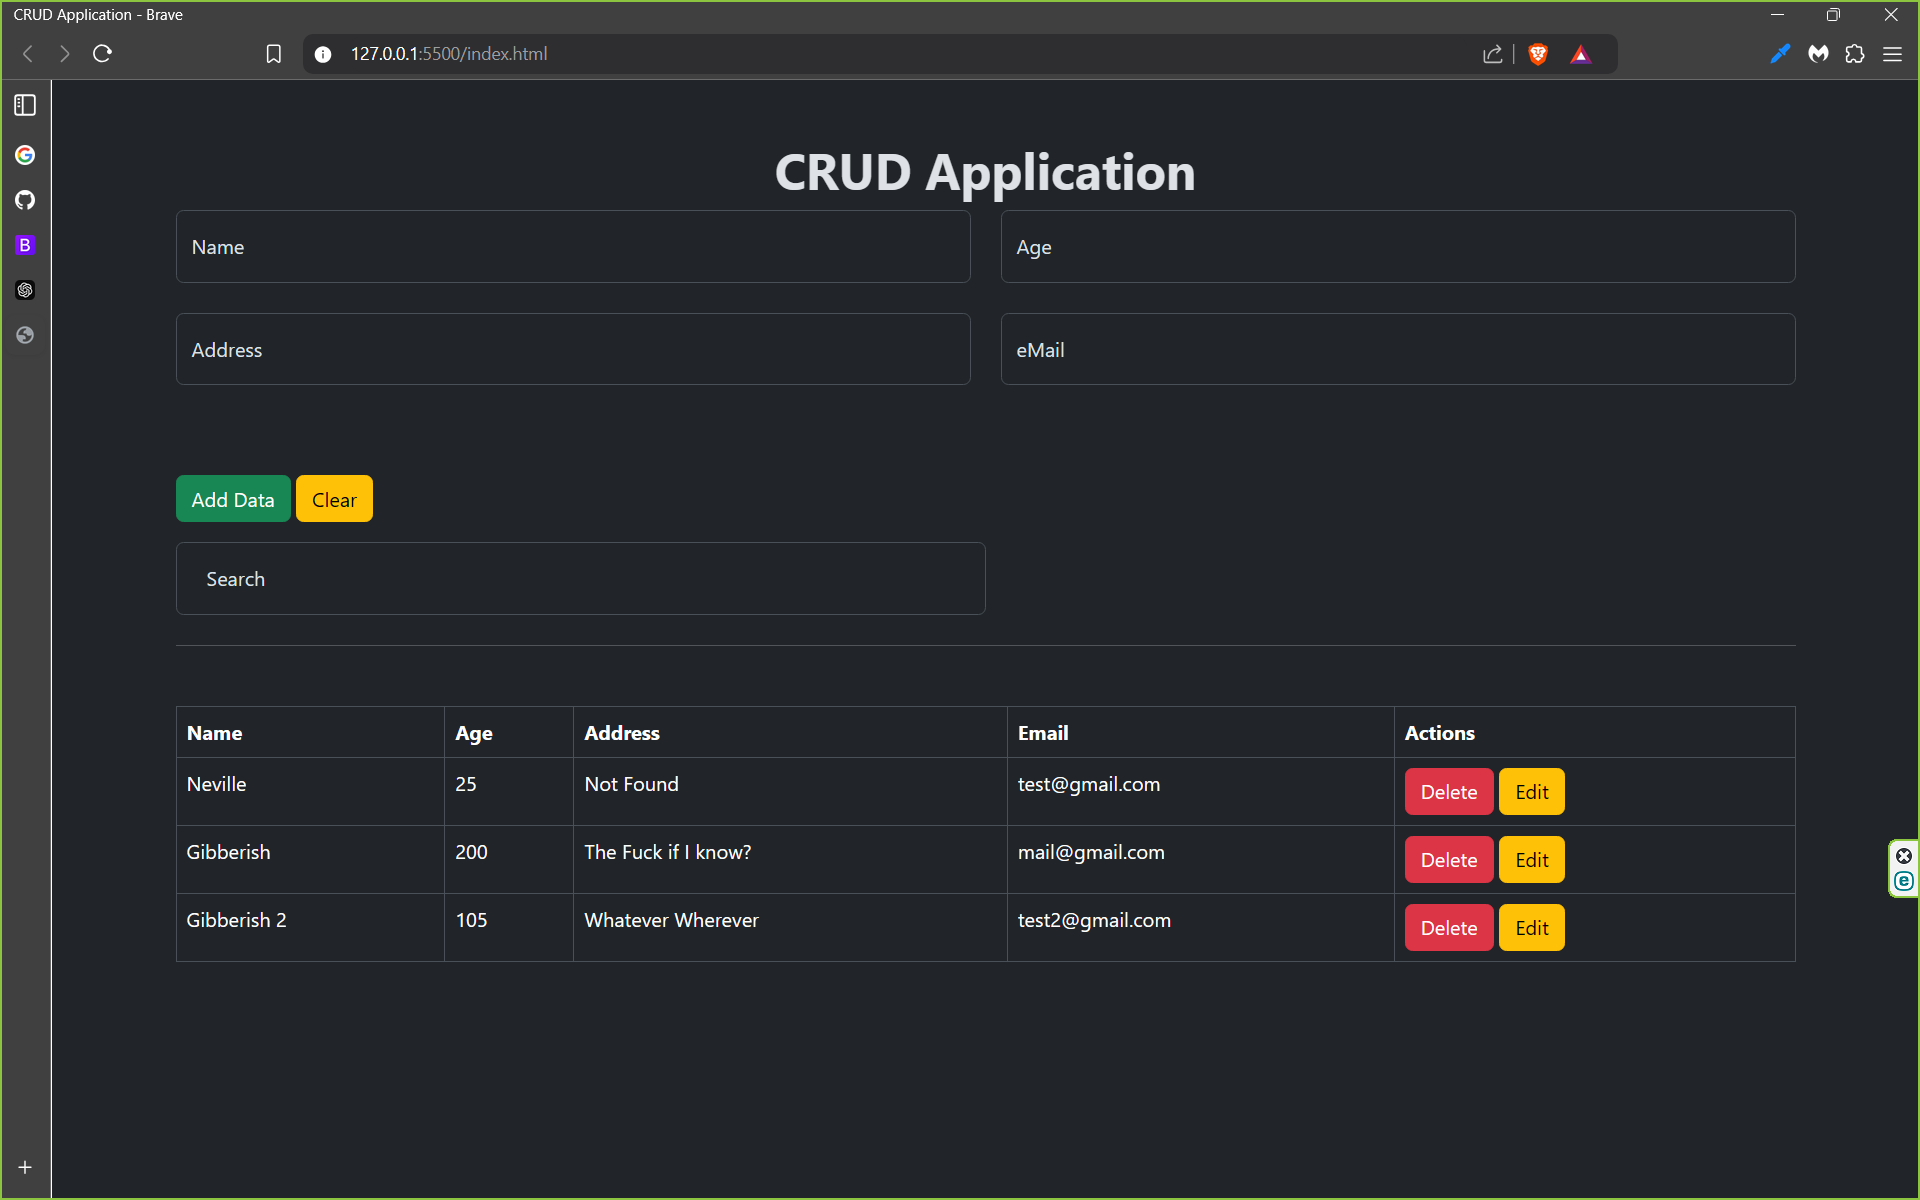 CRUD Application - Brave
127.0.0.1:5500/index.html
B
CRUD Application
Name Age
Address eMail
Add Data Clear
Search
Name Age Address Email Actions
Neville 25 Not Found test@gmail.com Delete Edit
Gibberish 200 The Fuck if I know? mail@gmail.com Delete Edit
Gibberish 2 105 Whatever Wherever test2@gmail.com Delete Edit